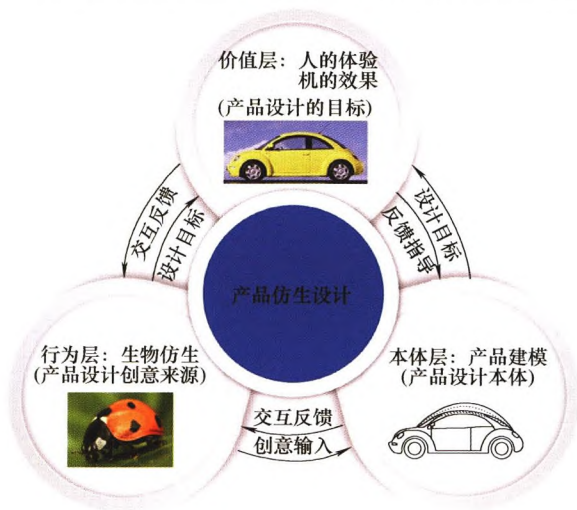 价值层：人的体验
机的效果
(产品设计的目标)
交互反馈
设计目标
设计目标
反馈指导
产品仿生设计
行为层：生物仿生
(产品设计创意来源)
本体层：产品建模
(产品设计本体)
交互反馈
创意输入